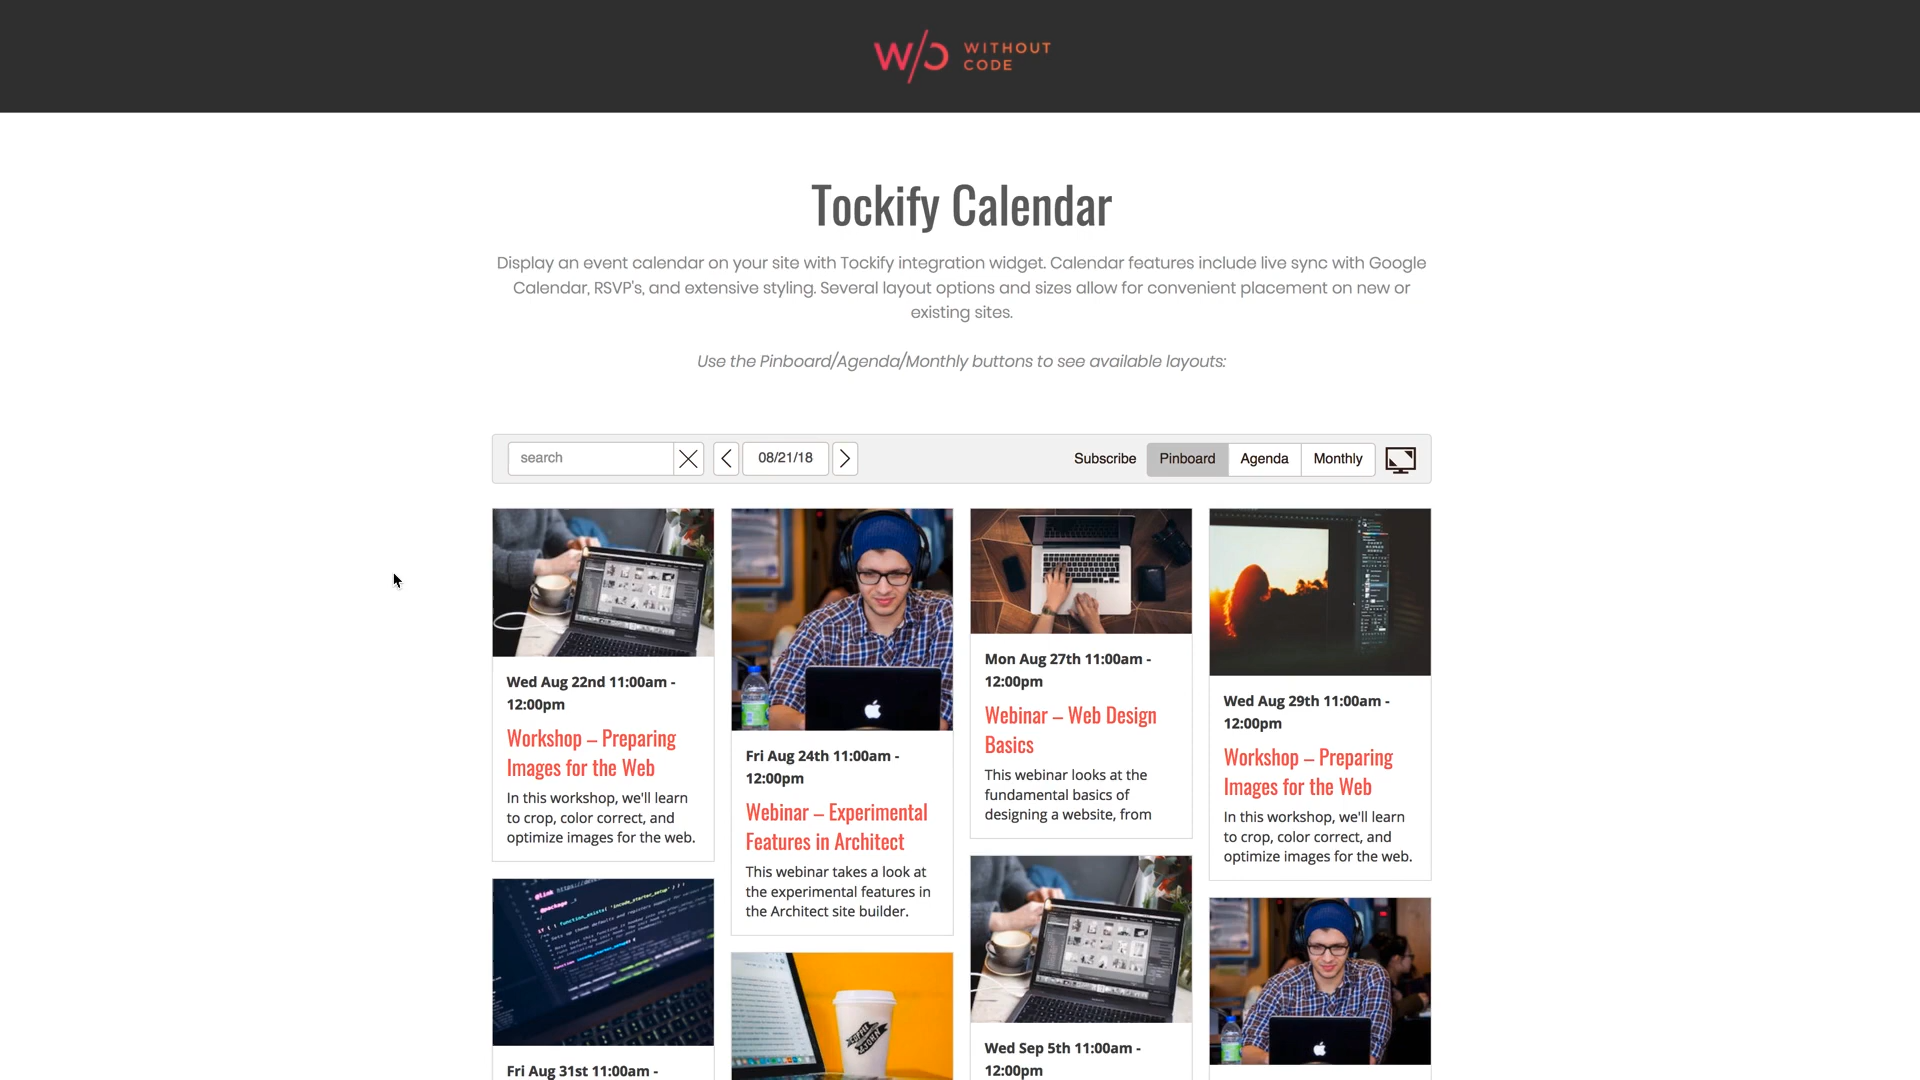 WITHOUT
CODE
Tockify Calendar
Display an event calendar on your site with Tockify integration widget. Calendar features include live sync with Google
Calendar, RSVP's, and extensive styling. Several layout options and sizes allow for convenient placement on new or
existing sites.
Use the Pinboard/Agenda/Monthly buttons to see available layouts:
search
08/21/18
Subscribe
Pinboard
Agenda
Monthly
Wed Aug 22nd 11:00am -
12:00pm
Workshop – Preparing
Images for the Web
In this workshop, we'll learn
to crop, color correct, and
optimize images for the web.
Fri Aug 31st 11:00am -
Fri Aug 24th 11:00am -
12:00pm
Webinar – Experimental
Features in Architect
This webinar takes a look at
the experimental features in
the Architect site builder.
Mon Aug 27th 11:00am -
12:00pm
Webinar – Web Design
Basics
This webinar looks at the
fundamental basics of
designing a website, from
Wed Sep 5th 11:00am -
12:00pm
Wed Aug 29th 11:00am -
12:00pm
Workshop – Preparing
Images for the Web
In this workshop, we'll learn
to crop, color correct, and
optimize images for the web.